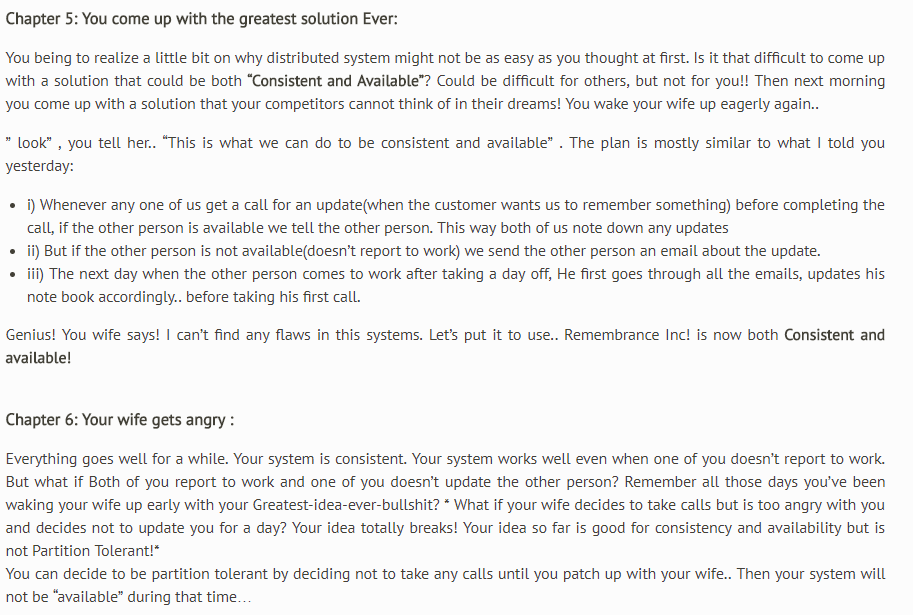 Chapter 5: You come up with the greatest solution Ever:
You being to realize a little bit on why distributed system might not be as easy as you thought at first. Is it that difficult to come up
with a solution that could be both “Consistent and Available”? Could be difficult for others, but not for you!! Then next morning
you come up with a solution that your competitors cannot think of in their dreams! You wake your wife up eagerly again..
” look” , you tell her.. “This is what we can do to be consistent and available” . The plan is mostly similar to what I told you
yesterday:
• i) Whenever any one of us get a call for an update(when the customer wants us to remember something) before completing the
call, if the other person is available we tell the other person. This way both of us note down any updates
• ii) But if the other person is not available(doesn’t report to work) we send the other person an email about the update.
• iii) The next day when the other person comes to work after taking a day off, He first goes through all the emails, updates his
note book accordingly.. before taking his first call.
Genius! You wife says! I can’t find any flaws in this systems. Let’s put it to use.. Remembrance Inc! is now both Consistent and
available!
Chapter 6: Your wife gets angry :
Everything goes well for a while. Your system is consistent. Your system works well even when one of you doesn’t report to work.
But what if Both of you report to work and one of you doesn’t update the other person? Remember all those days you’ve been
waking your wife up early with your Greatest-idea-ever-bullshit? * What if your wife decides to take calls but is too angry with you
and decides not to update you for a day? Your idea totally breaks! Your idea so far is good for consistency and availability but is
not Partition Tolerant!*
You can decide to be partition tolerant by deciding not to take any calls until you patch up with your wife.. Then your system will
not be “available” during that time…